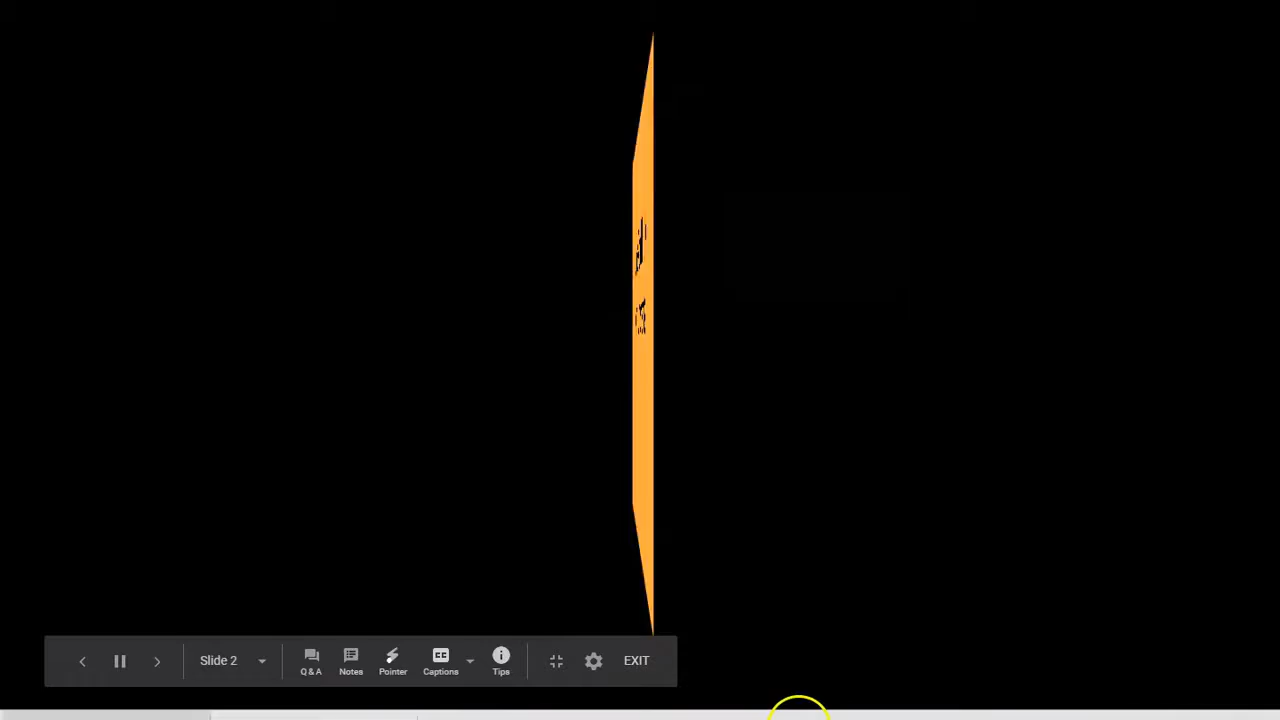 Slide 2
Q & A
Notes
Pointer
Captions
Tips
EXIT